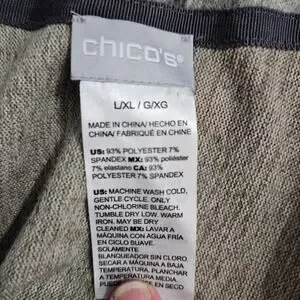 chico's®
L/XL / G/XG
MADE IN CHINA/ HECHO EN
CHINA/ FABRIQUÉ EN CHINE
US: 93% POLYESTER 7%
SPANDEX MX: 93% poliéster
7% elastano CA: 93%
POLYESTER 7% SPANDEX
US: MACHINE WASH COLD,
GENTLE CYCLE. ONLY
NON-CHLORINE BLEACH.
TUMBLE DRY LOW. WARM
IRON. MAY BE DRY
CLEANED MX: LAVAR A
MÁQUINA CON AGUA FRÍA
EN CICLO SUAVE.
SOLAMENTE
BLANQUEADOR SIN CLORO.
SECAR A MÁQUINA A BAJA
TEMPERATURA. PLANCHAR
A TEMPERATURA MEDIA.
PUEDE EN SECO